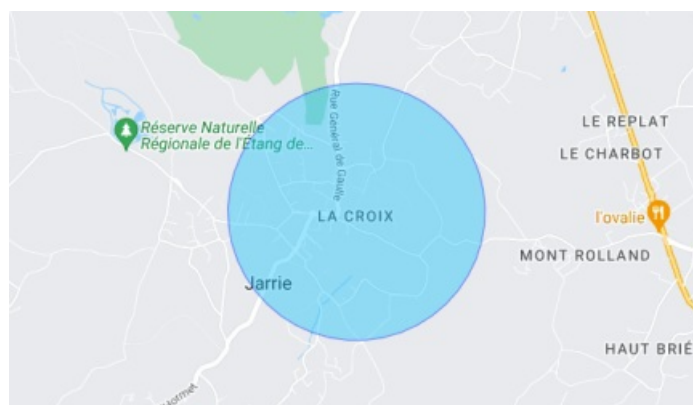 Réserve Naturelle
Régionale de l'Étang de...
Rue Général de Gaulle
LE REPLAT
LE CHARBOT
LA CROIX
l'ovalie
MONT ROLLAND
Jarrie
HAUT BRIÉ